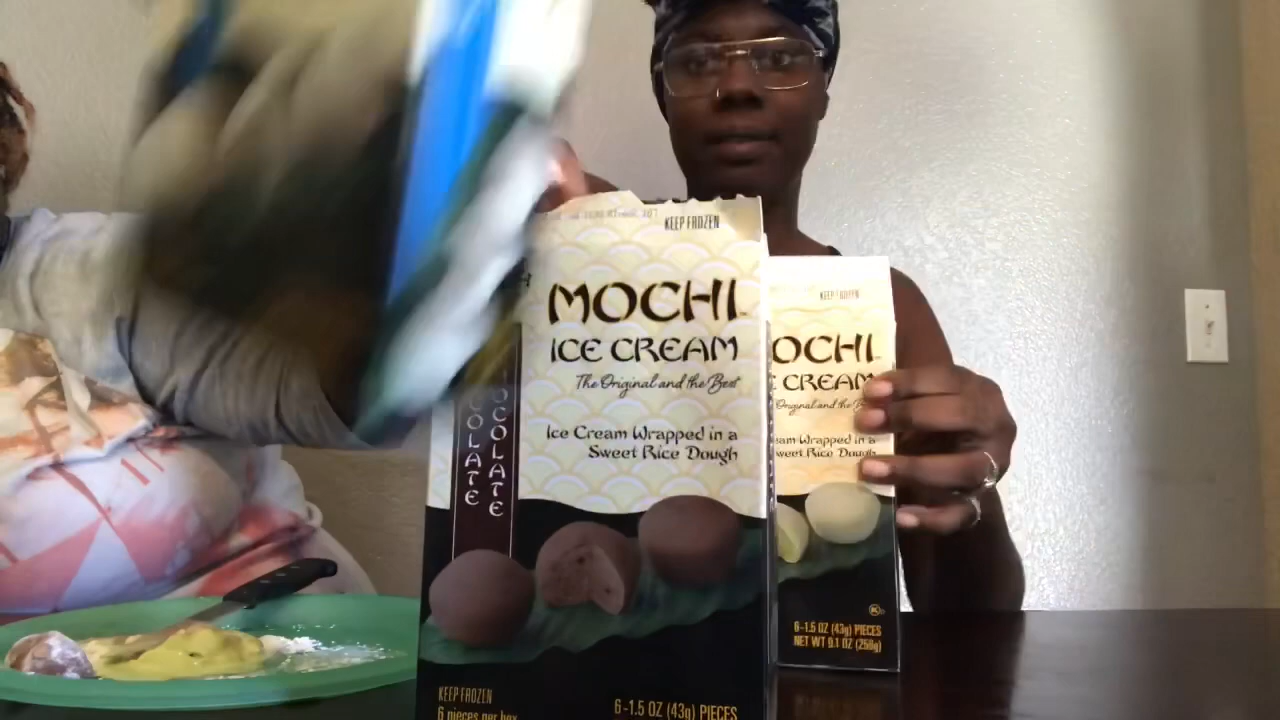 KEEP FROZEN
MOCHI
ICE CREAM
The Original and the Best
Ice Cream Wrapped in a
Sweet Rice Dough
CHOCOLATE
KEEP FROZEN
6 pieces per box
6-1.5 OZ (43g) PIECES
KEEP FROZEN
OCHI
CREAM
Original and the
eam Wrapped in a
weet Rice Dough
K
6-1.5 OZ (43g) PIECES
NET WT 9.1 OZ (258g)